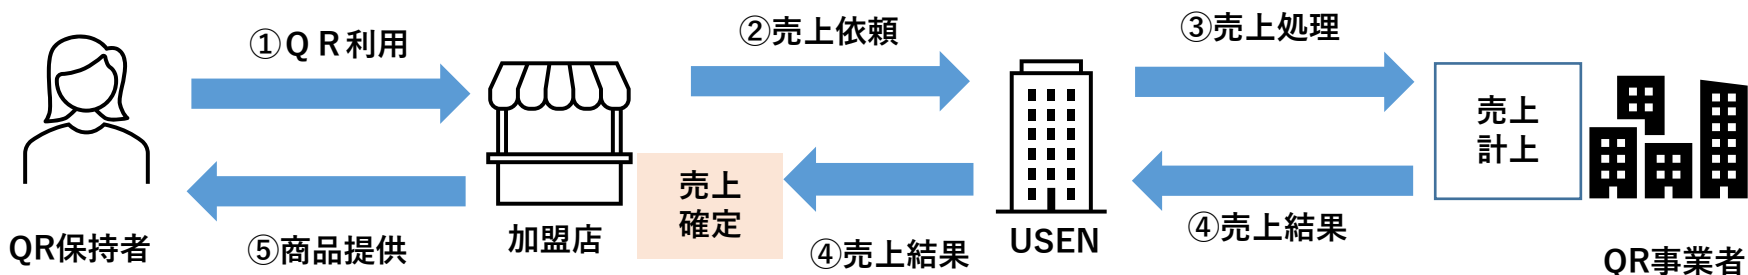 ①ＱＲ利用
②売上依頼
③売上処理
売上
計上
売上
確定
④売上結果
④売上結果
⑤商品提供
QR保持者
加盟店
USEN
QR事業者